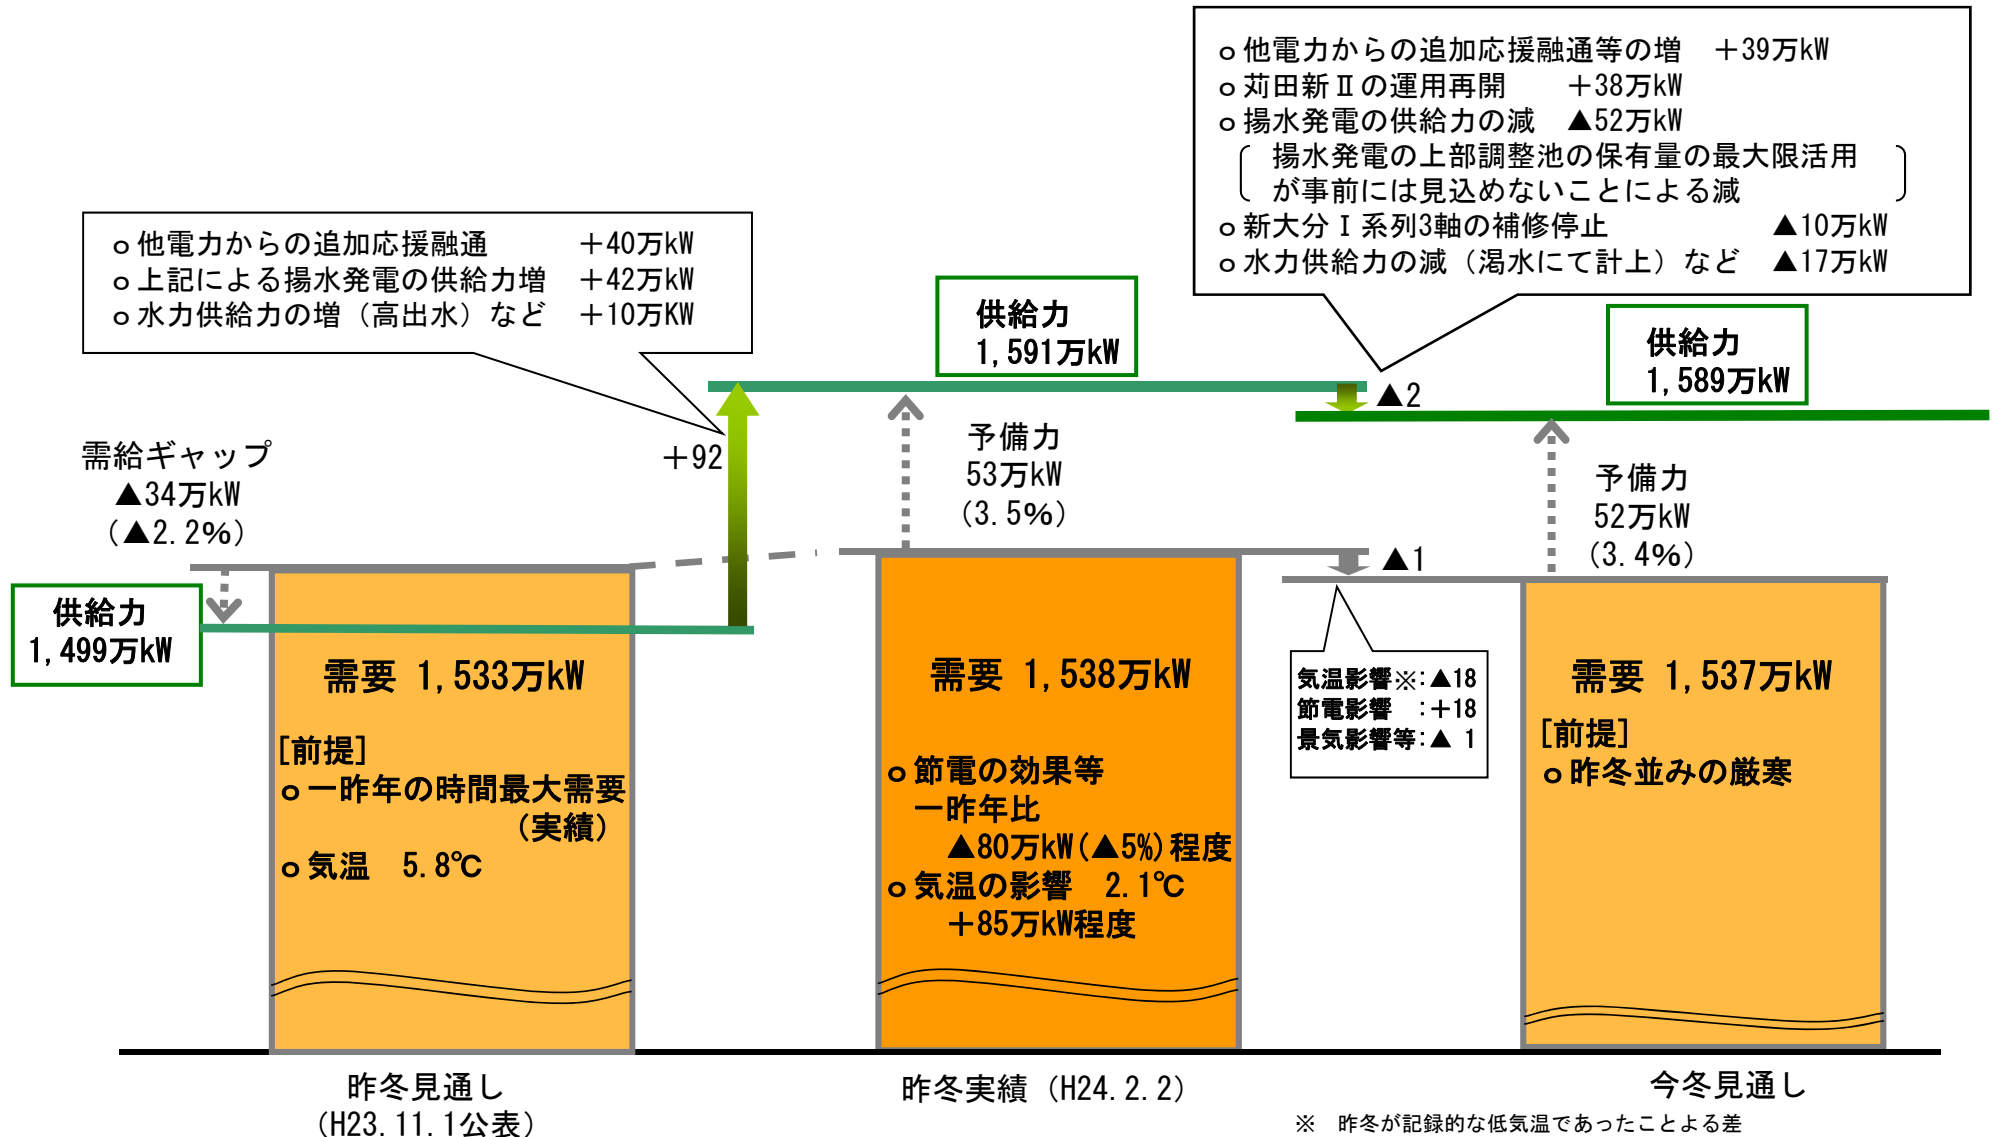 o 他電力からの追加応援融通等の増 +39万kW
o 苅田新Ⅱの運用再開 +38万kW
o 揚水発電の供給力の減 ▲52万kW
揚水発電の上部調整池の保有量の最大限活用
が事前には見込めないことによる減
o 新大分Ⅰ系列3軸の補修停止 ▲10万kW
o 水力供給力の減（渇水にて計上）など ▲17万kW
o 他電力からの追加応援融通 +40万kW
o 上記による揚水発電の供給力増 +42万kW
o 水力供給力の増（高出水）など +10万KW
供給力
1,591万kW
供給力
1,589万kW
▲2
需給ギャップ
▲34万kW
(▲2.2%)
+92
予備力
53万kW
(3.5%)
予備力
52万kW
(3.4%)
▲1
供給力
1,499万kW
需要 1,533万kW
[前提]
o 一昨年の時間最大需要
（実績）
o 気温 5.8℃
需要 1,538万kW
o 節電の効果等
一昨年比
▲80万kW(▲5%)程度
o 気温の影響 2.1℃
+85万kW程度
気温影響※:▲18
節電影響 :+18
景気影響等:▲ 1
需要 1,537万kW
[前提]
o 昨冬並みの厳寒
昨冬見通し
(H23.11.1公表)
昨冬実績 (H24.2.2)
今冬見通し
※ 昨冬が記録的な低気温であったことよる差